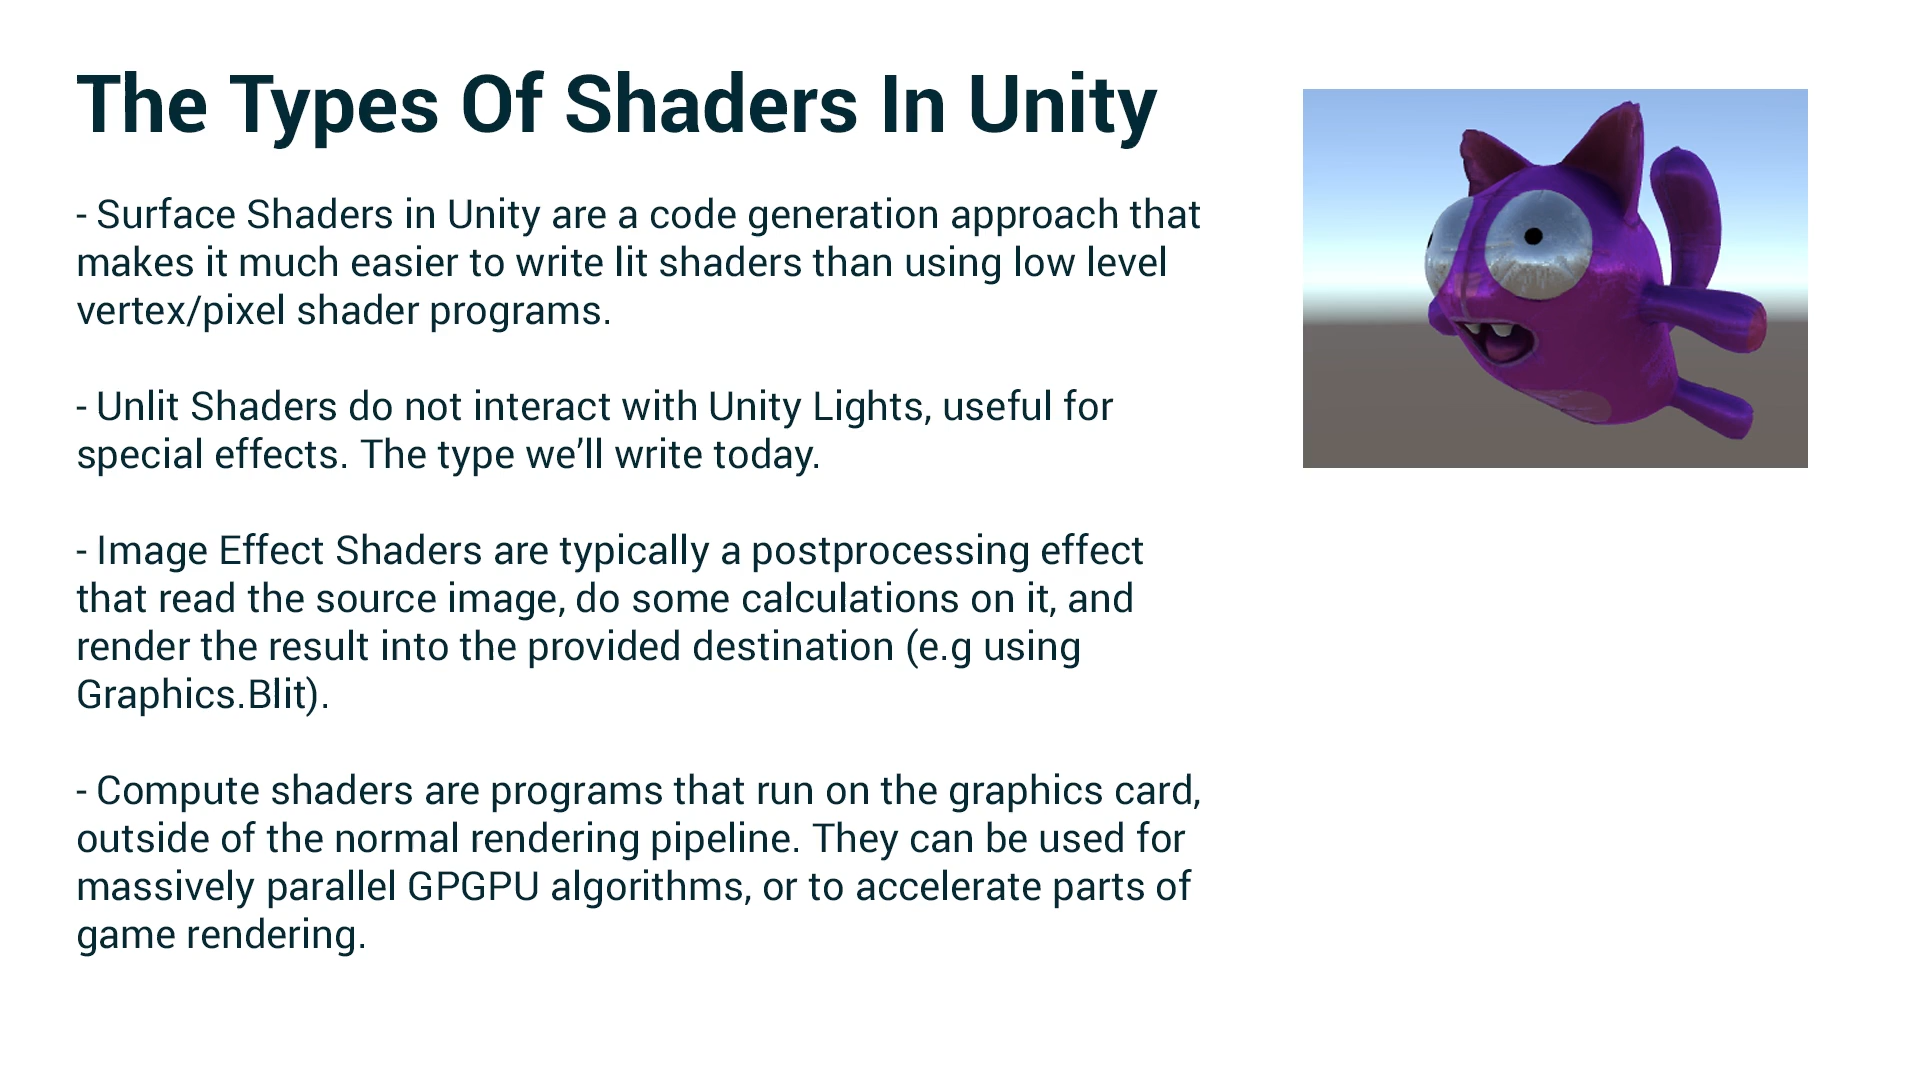 The Types Of Shaders In Unity
- Surface Shaders in Unity are a code generation approach that
makes it much easier to write lit shaders than using low level
vertex/pixel shader programs.
- Unlit Shaders do not interact with Unity Lights, useful for
special effects. The type we’ll write today.
- Image Effect Shaders are typically a postprocessing effect
that read the source image, do some calculations on it, and
render the result into the provided destination (e.g using
Graphics.Blit).
- Compute shaders are programs that run on the graphics card,
outside of the normal rendering pipeline. They can be used for
massively parallel GPGPU algorithms, or to accelerate parts of
game rendering.